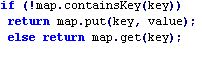 if (!map.containsKey(key))
return map.put(key, value);
else return map.get(key);